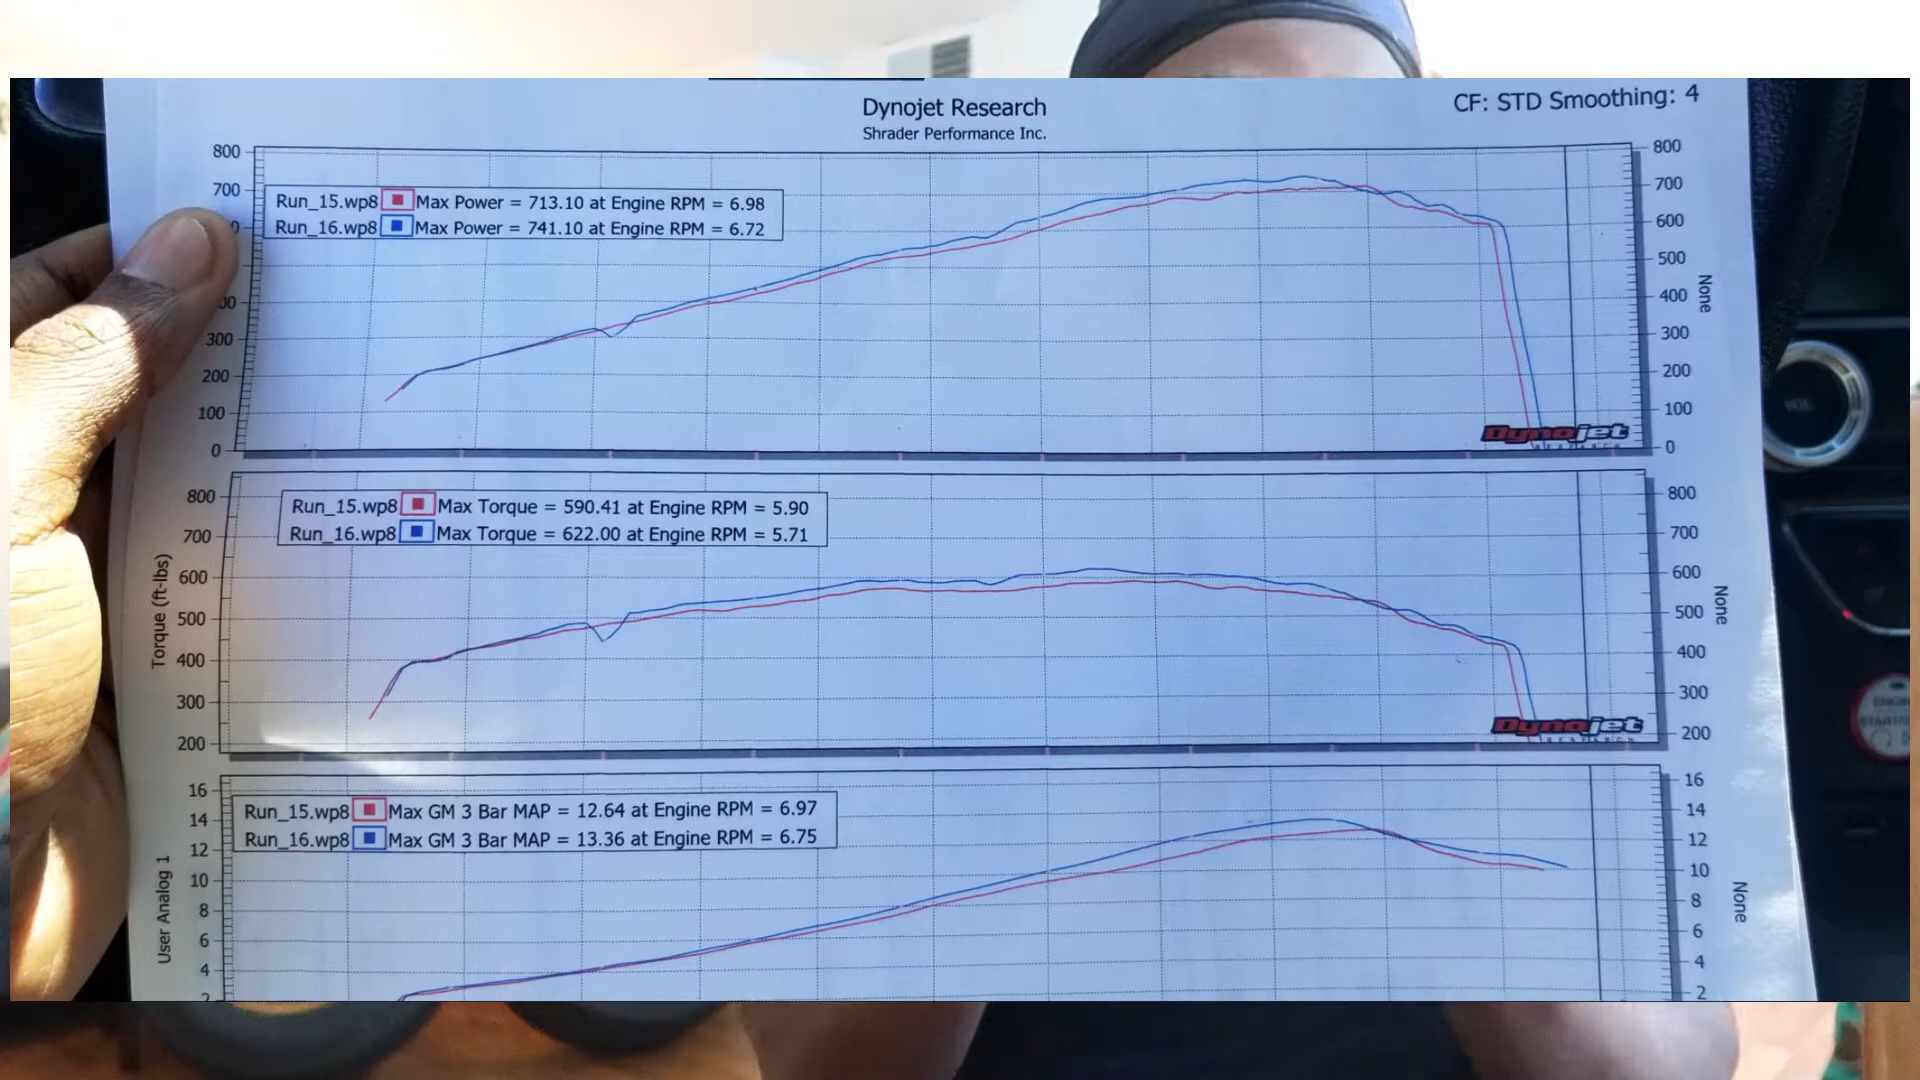 Dynojet Research
CF: STD Smoothing: 4
Shrader Performance Inc.
800
700
300
200
100
0
Run_15.wp8 Max Power = 713.10 at Engine RPM = 6.98
Run_16.wp8 Max Power = 741.10 at Engine RPM = 6.72
800
700
600
500
400
300
200
100
0
None
Dynojet
RESEARCH
Torque (ft-lbs)
800
700
600
500
400
300
200
Run_15.wp8 Max Torque = 590.41 at Engine RPM = 5.90
Run_16.wp8 Max Torque = 622.00 at Engine RPM = 5.71
800
700
600
500
400
300
200
None
Dynojet
RESEARCH
User Analog 1
16
14
12
10
8
6
4
2
Run_15.wp8 Max GM 3 Bar MAP = 12.64 at Engine RPM = 6.97
Run_16.wp8 Max GM 3 Bar MAP = 13.36 at Engine RPM = 6.75
16
14
12
10
8
6
4
2
None
VOL